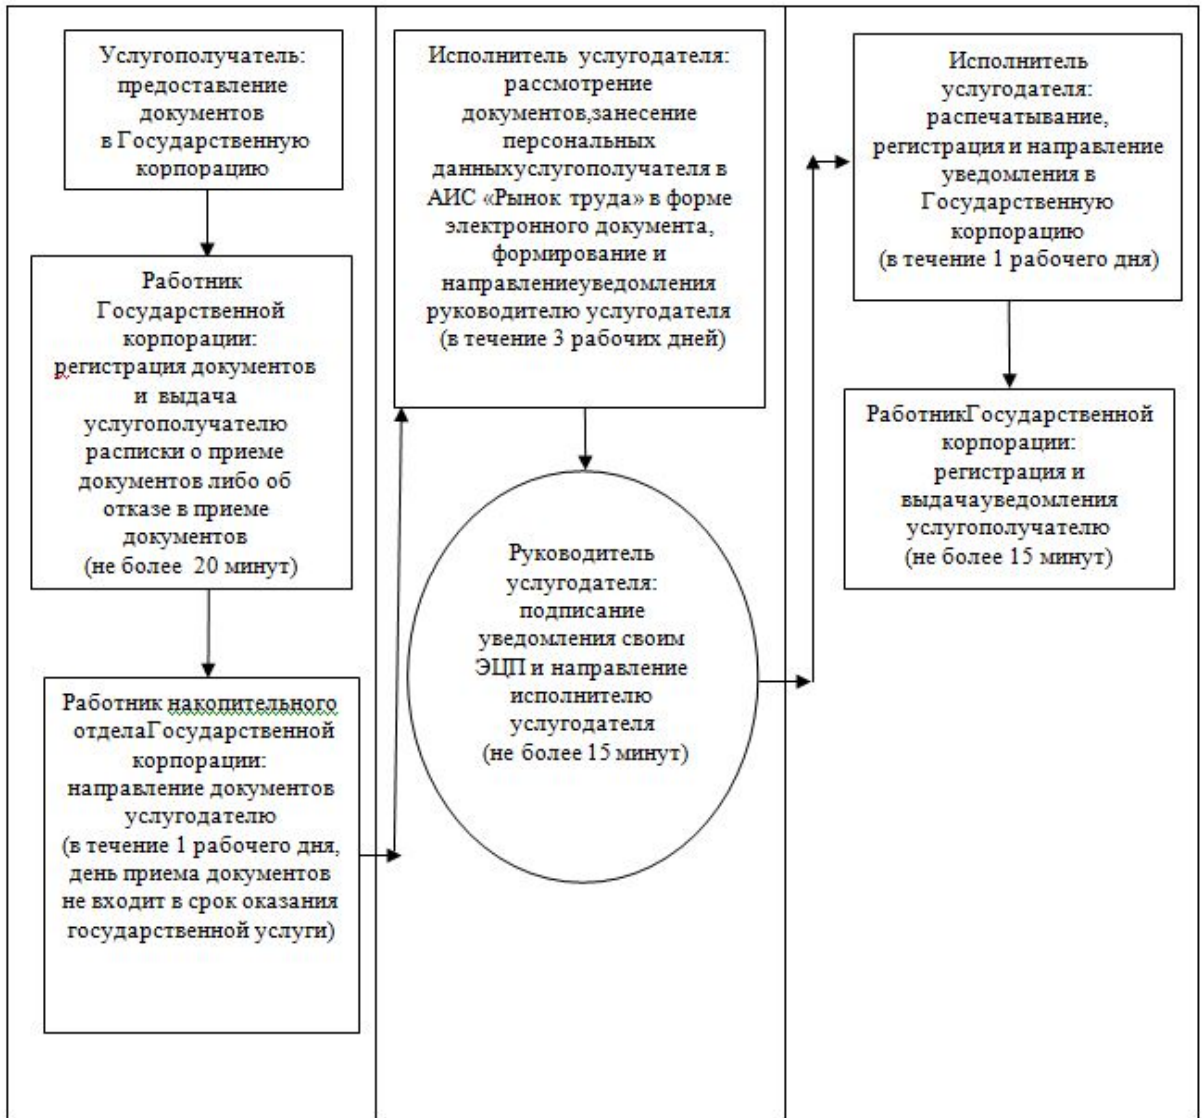 Услугополучатель:
предоставление
документов
в Государственную
корпорацию
Работник
Государственной
корпорации:
регистрация документов
и выдача
услугополучателю
расписки о приеме
документов либо об
отказе в приеме
документов
(не более 20 минут)
Работник накопительного
отделаГосударственной
корпорации:
направление документов
услугодателю
(в течение 1 рабочего дня,
день приема документов
не входит в срок оказания
государственной услуги)
Исполнитель услугодателя:
рассмотрение
документов,занесение
персональных
данныхуслугополучателя в
АИС «Рынок труда» в форме
электронного документа,
формирование и
направлениеуведомления
руководителю услугодателя
(в течение 3 рабочих дней)
Руководитель
услугодателя:
подписание
уведомления своим
ЭЦП и направление
исполнителю
услугодателя
(не более 15 минут)
Исполнитель
услугодателя:
распечатывание,
регистрация и направление
уведомления в
Государственную
корпорацию
(в течение 1 рабочего дня)
РаботникГосударственной
корпорации:
регистрация и
выдачауведомления
услугополучателю
(не более 15 минут)